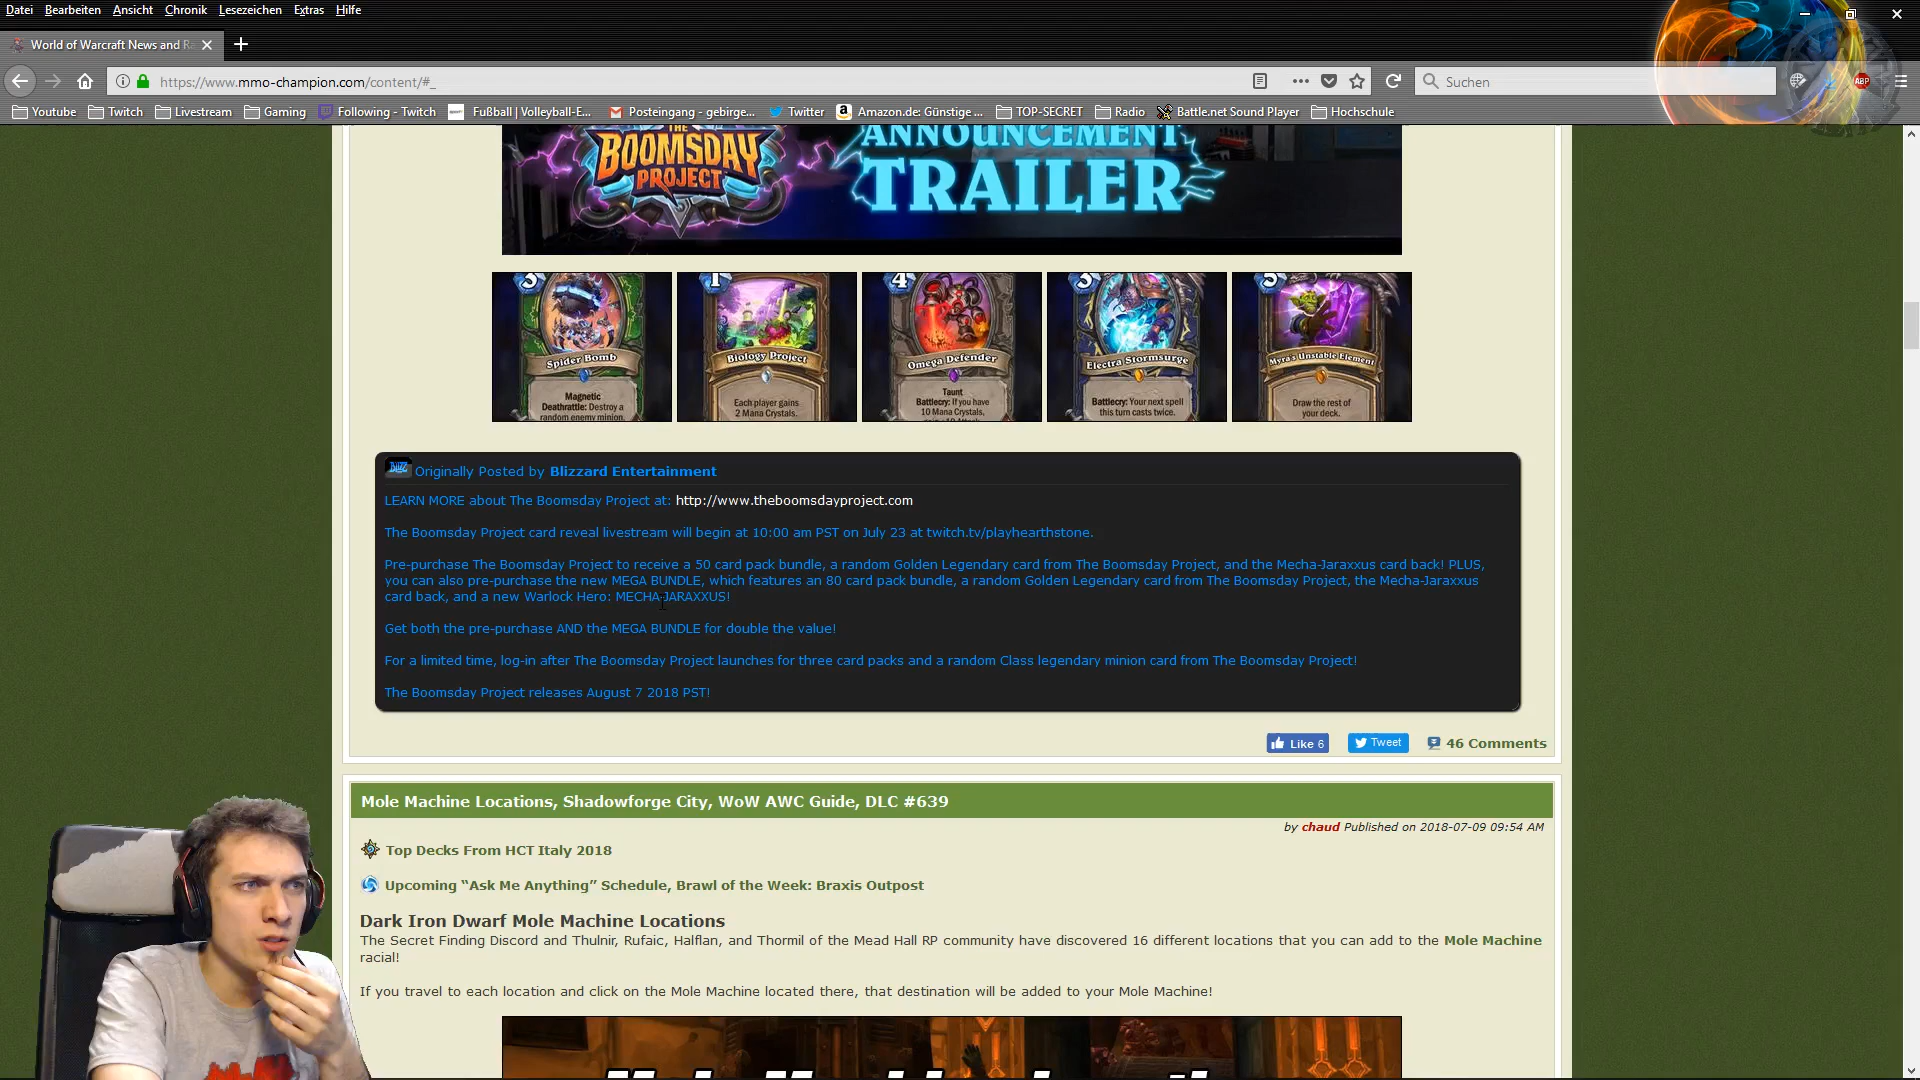 Datei Bearbeiten Ansicht Chronik Lesezeichen Extras Hilfe
World of Warcraft News and Ra
https://www.mmo-champion.com/content/#_
Suchen
ABP
Youtube Twitch Livestream Gaming Following - Twitch Fußball | Volleyball-E... Posteingang - gebirge... Twitter Amazon.de: Günstige ... TOP-SECRET Radio Battle.net Sound Player Hochschule
THE BOOMSDAY PROJECT
ANNOUNCEMENT
TRAILER
Spider Bomb
Magnetic
Deathrattle: Destroy a
random enemy minion.
1
Biology Project
Each player gains
2 Mana Crystals.
4
Omega Defender
Taunt
Battlecry: If you have
10 Mana Crystals,
3
Electra Stormsurge
Battlecry: Your next spell
this turn casts twice.
5
Myra's Unstable Element
Draw the rest of
your deck.
Originally Posted by Blizzard Entertainment
LEARN MORE about The Boomsday Project at: http://www.theboomsdayproject.com
The Boomsday Project card reveal livestream will begin at 10:00 am PST on July 23 at twitch.tv/playhearthstone.
Pre-purchase The Boomsday Project to receive a 50 card pack bundle, a random Golden Legendary card from The Boomsday Project, and the Mecha-Jaraxxus card back! PLUS,
you can also pre-purchase the new MEGA BUNDLE, which features an 80 card pack bundle, a random Golden Legendary card from The Boomsday Project, the Mecha-Jaraxxus
card back, and a new Warlock Hero: MECHA-JARAXXUS!
Get both the pre-purchase AND the MEGA BUNDLE for double the value!
For a limited time, log-in after The Boomsday Project launches for three card packs and a random Class legendary minion card from The Boomsday Project!
The Boomsday Project releases August 7 2018 PST!
Like 6 Tweet 46 Comments
Mole Machine Locations, Shadowforge City, WoW AWC Guide, DLC #639
by chaud Published on 2018-07-09 09:54 AM
Top Decks From HCT Italy 2018
Upcoming “Ask Me Anything” Schedule, Brawl of the Week: Braxis Outpost
Dark Iron Dwarf Mole Machine Locations
The Secret Finding Discord and Thulnir, Rufaic, Halflan, and Thormil of the Mead Hall RP community have discovered 16 different locations that you can add to the Mole Machine
racial!
If you travel to each location and click on the Mole Machine located there, that destination will be added to your Mole Machine!